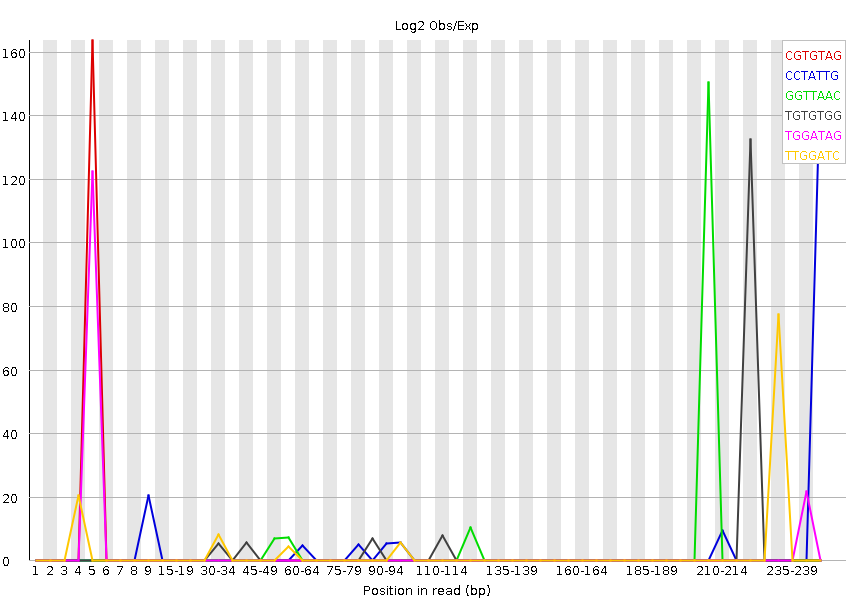 Log2 Obs/Exp
160
140
120
100
80
60
40
20
0
CGTGTAG
CCTATTG
GGTTAAC
TGTGTGG
TGGATAG
TTGGATC
1 2 3 4 5 6 7 8 9 15-19 30-34 45-49 60-64 75-79 90-94 110-114 135-139 160-164 185-189 210-214 235-239
Position in read (bp)